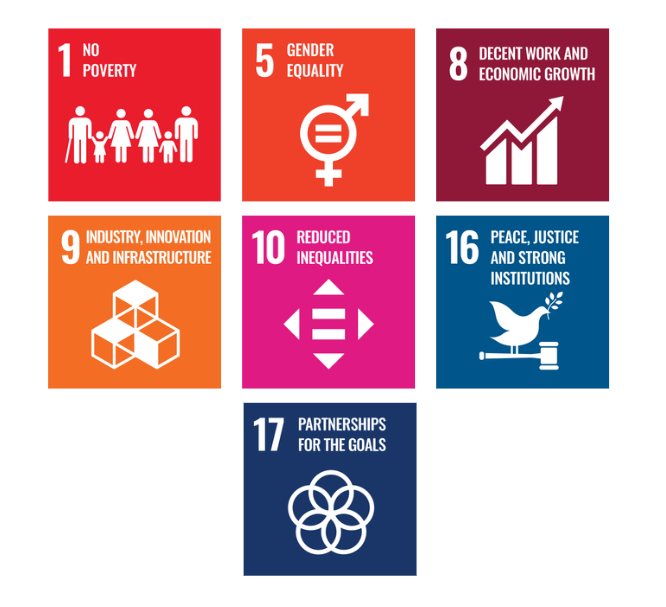 1 NO
POVERTY
5 GENDER
EQUALITY
8 DECENT WORK AND
ECONOMIC GROWTH
9 INDUSTRY, INNOVATION
AND INFRASTRUCTURE
10 REDUCED
INEQUALITIES
16 PEACE, JUSTICE
AND STRONG
INSTITUTIONS
17 PARTNERSHIPS
FOR THE GOALS